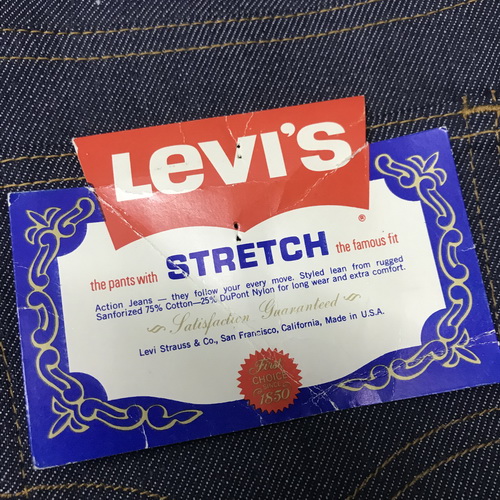 LEVI'S
®
the pants with STRETCH the famous fit
Action Jeans — they follow your every move. Styled lean from rugged
Sanforized 75% Cotton—25% DuPont Nylon for long wear and extra comfort.
Satisfaction Guaranteed
Levi Strauss & Co., San Francisco, California, Made in U.S.A.
First
CHOICE
1850